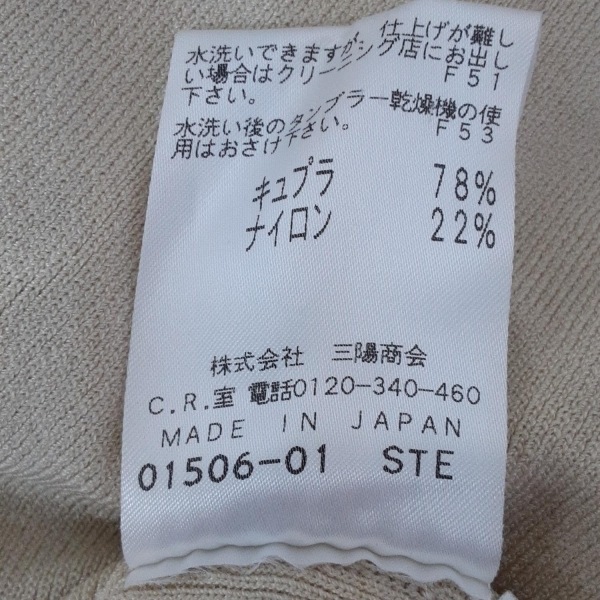 水洗いできますが、仕上げが難し
い場合はクリーニング店にお出し
下さい。 F51
水洗い後のタンブラー乾燥機の使
用はおさけ下さい。 F53
キュプラ 78%
ナイロン 22%
株式会社 三陽商会
C.R.室 電話0120-340-460
MADE IN JAPAN
01506-01 STE